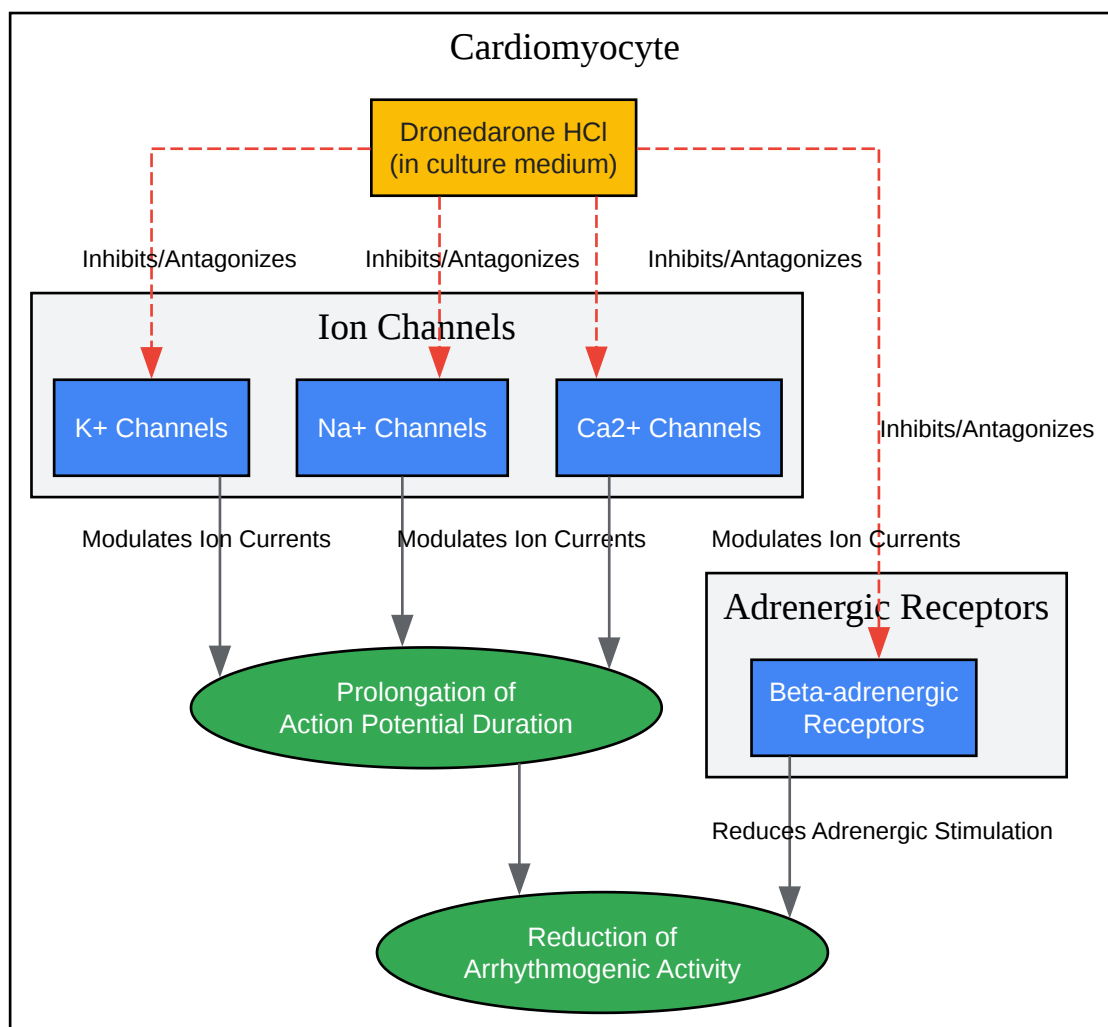 Cardiomyocyte
Dronedarone HCl
(in culture medium)
Inhibits/Antagonizes
Inhibits/Antagonizes
Inhibits/Antagonizes
Ion Channels
K+ Channels
Na+ Channels
Ca2+ Channels
Inhibits/Antagonizes
Modulates Ion Currents
Modulates Ion Currents
Modulates Ion Currents
Adrenergic Receptors
Prolongation of
Action Potential Duration
Beta-adrenergic
Receptors
Reduces Adrenergic Stimulation
Reduction of
Arrhythmogenic Activity